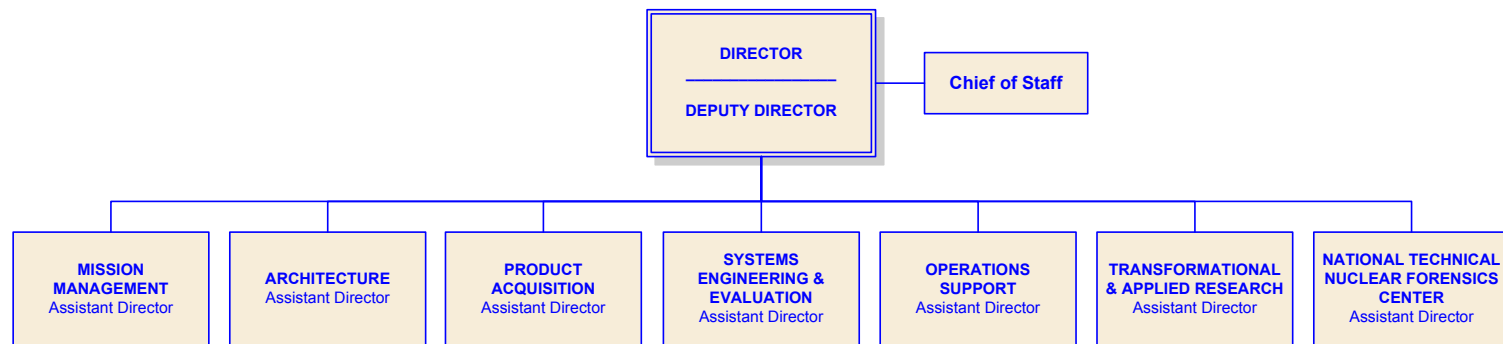 DIRECTOR
DEPUTY DIRECTOR
Chief of Staff
MISSION
MANAGEMENT
Assistant Director
ARCHITECTURE
Assistant Director
PRODUCT
ACQUISITION
Assistant Director
SYSTEMS
ENGINEERING &
EVALUATION
Assistant Director
OPERATIONS
SUPPORT
Assistant Director
TRANSFORMATIONAL
& APPLIED RESEARCH
Assistant Director
NATIONAL TECHNICAL
NUCLEAR FORENSICS
CENTER
Assistant Director